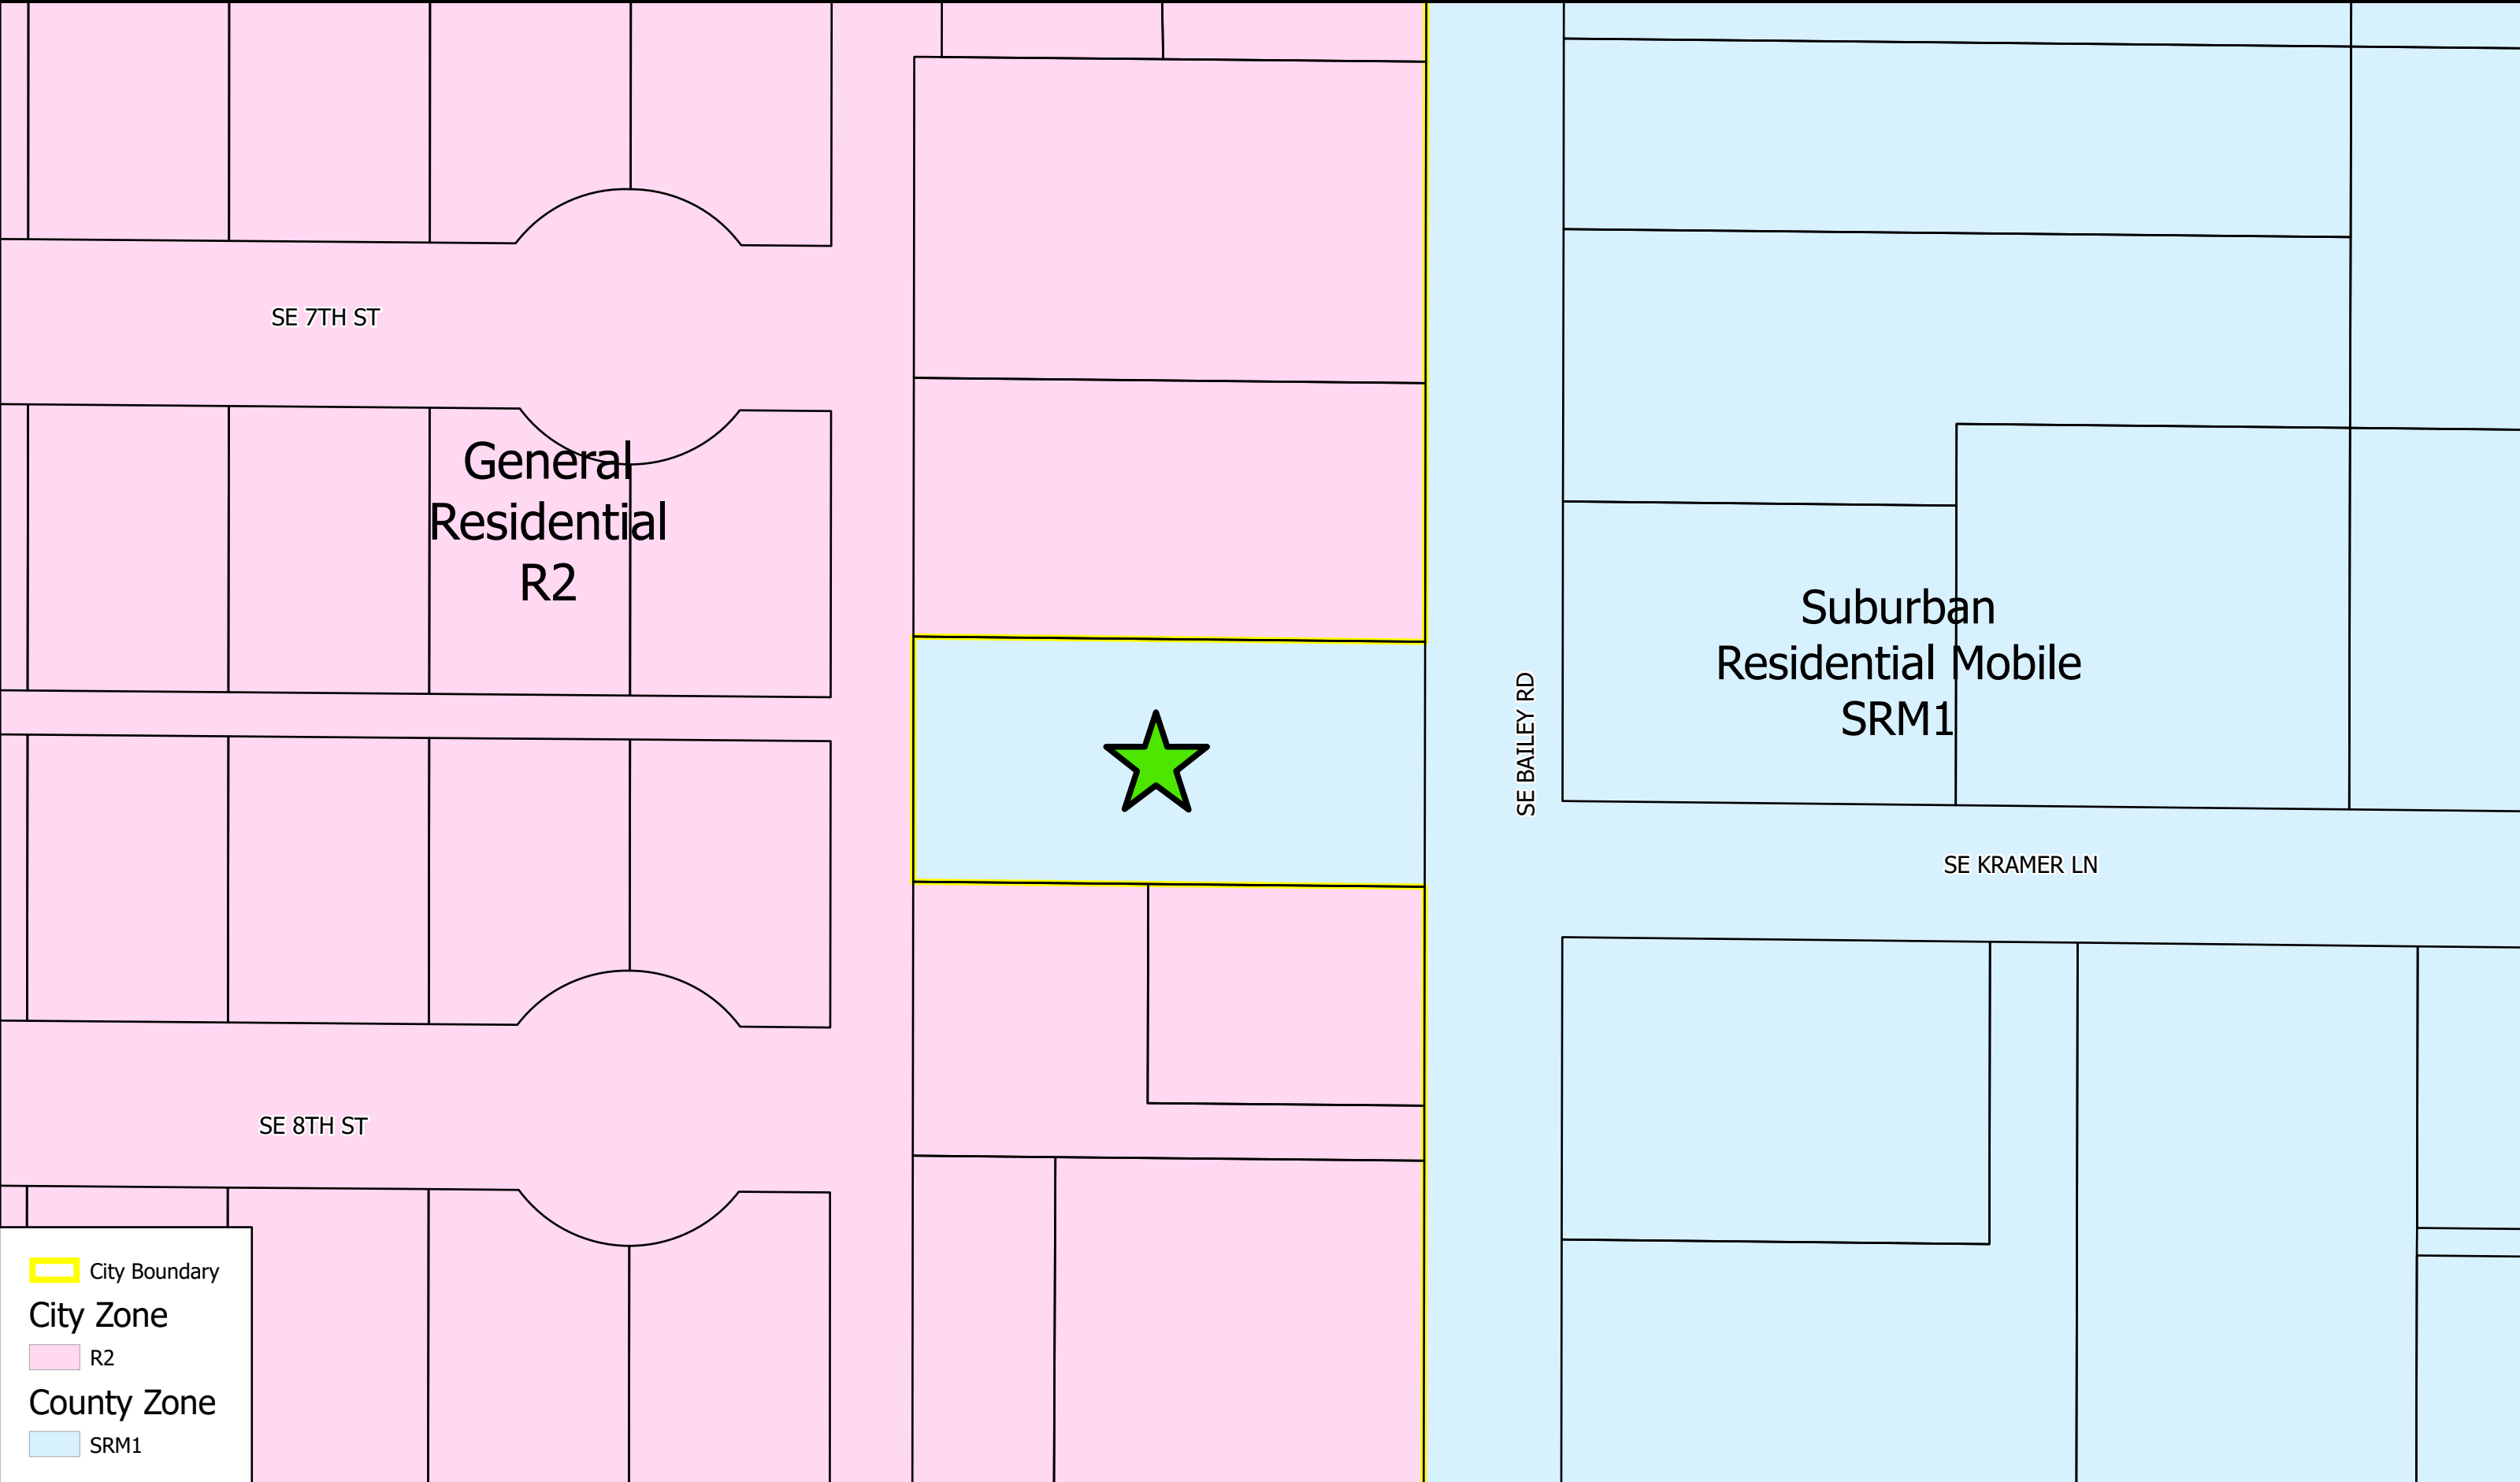 SE 7TH ST
General
Residential
R2
Suburban
Residential Mobile
SRM1
SE BAILEY RD
SE KRAMER LN
SE 8TH ST
City Boundary
City Zone
R2
County Zone
SRM1